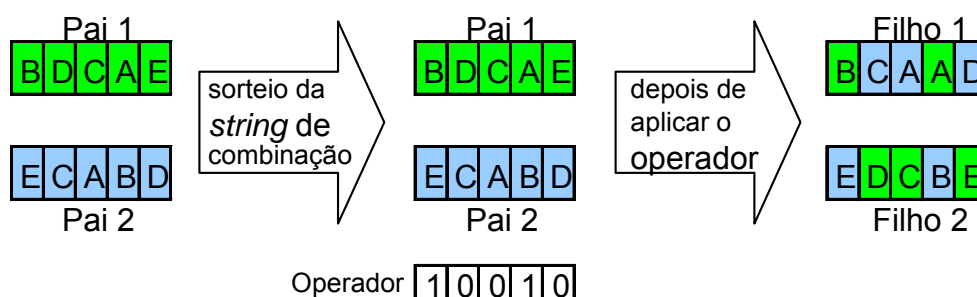 Pai 1
B D C A E
E C A B D
Pai 2
sorteio da
string de
combinação
Pai 1
B D C A E
E C A B D
Pai 2
Operador 1 0 0 1 0
depois de
aplicar o
operador
Filho 1
B C A A D
E D C B E
Filho 2